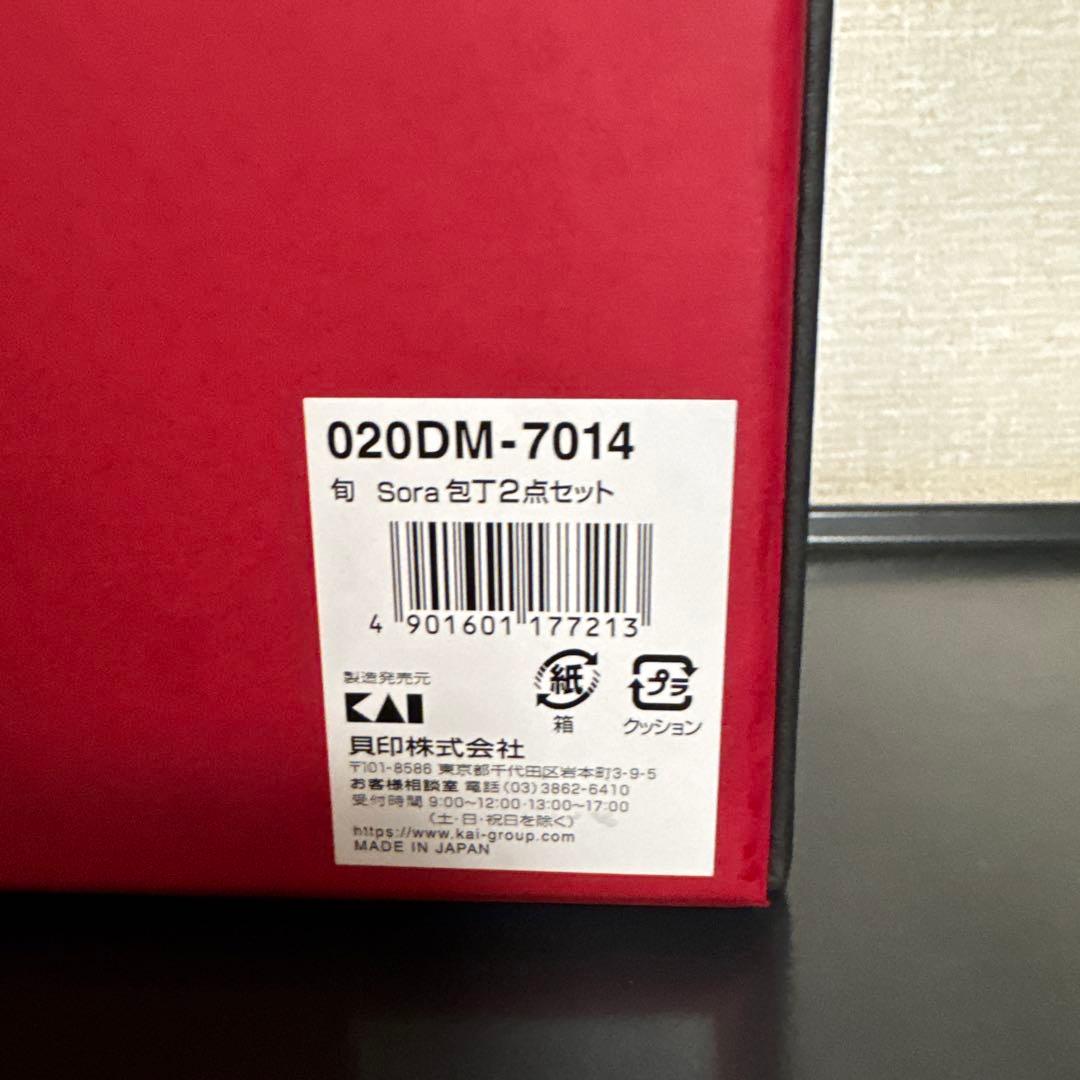 020DM-7014
旬 Sora包丁2点セット
4 901601 177213
製造発売元
KAI
紙
箱
プラ
クッション
貝印株式会社
〒101-8586 東京都千代田区岩本町3-9-5
お客様相談室 電話(03)3862-6410
受付時間 9:00〜12:00・13:00〜17:00
(土・日・祝日を除く)
https://www.kai-group.com
MADE IN JAPAN